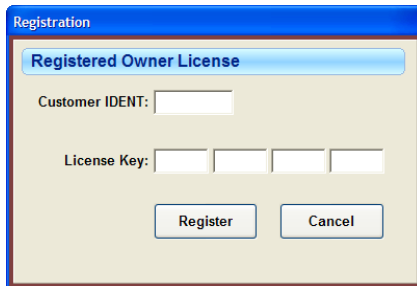 Registration
Registered Owner License
Customer IDENT:
License Key:
Register Cancel